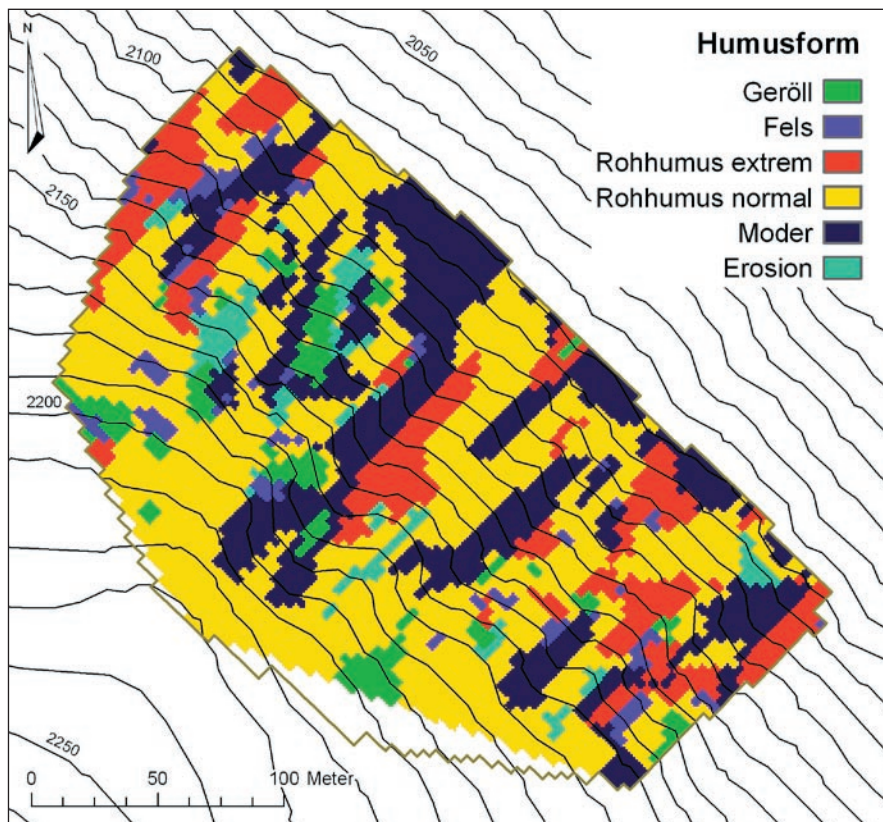 N
2100
2050
2150
2200
2250
Humusform
Geröll
Fels
Rohhumus extrem
Rohhumus normal
Moder
Erosion
0 50 100 Meter